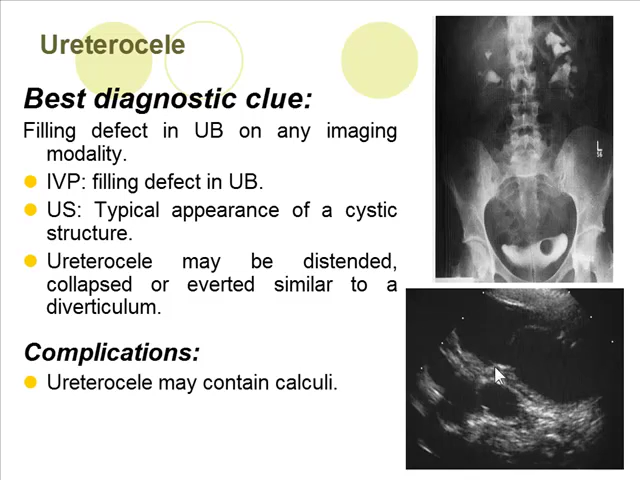 Ureterocele
Best diagnostic clue:
Filling defect in UB on any imaging
modality.
IVP: filling defect in UB.
US: Typical appearance of a cystic
structure.
Ureterocele may be distended,
collapsed or everted similar to a
diverticulum.
Complications:
Ureterocele may contain calculi.
L